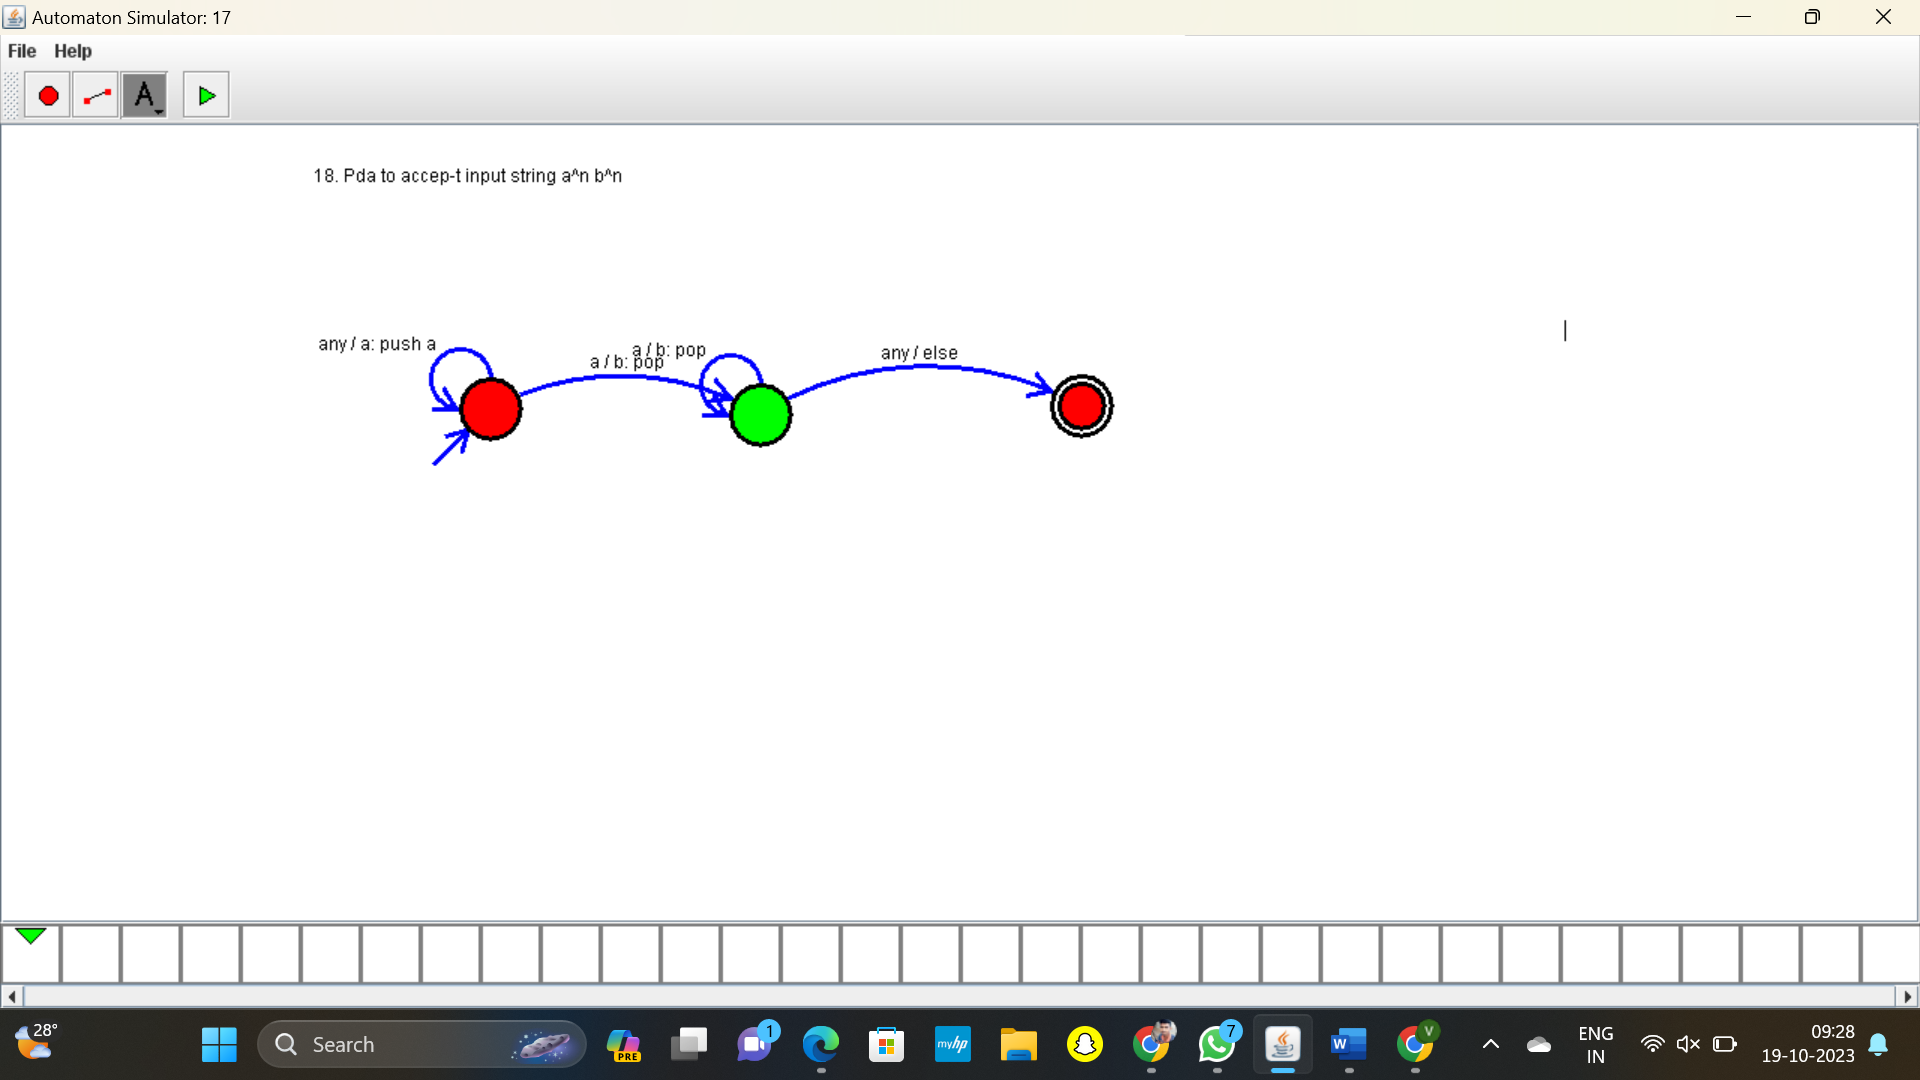 Automaton Simulator: 17
File Help
A
18. Pda to accep-t input string a^n b^n
any / a: push a
a / b: pop
a / b: pop
any / else
28°
Search
PRE
1
myhp
7
W
V
ENG
IN
09:28
19-10-2023